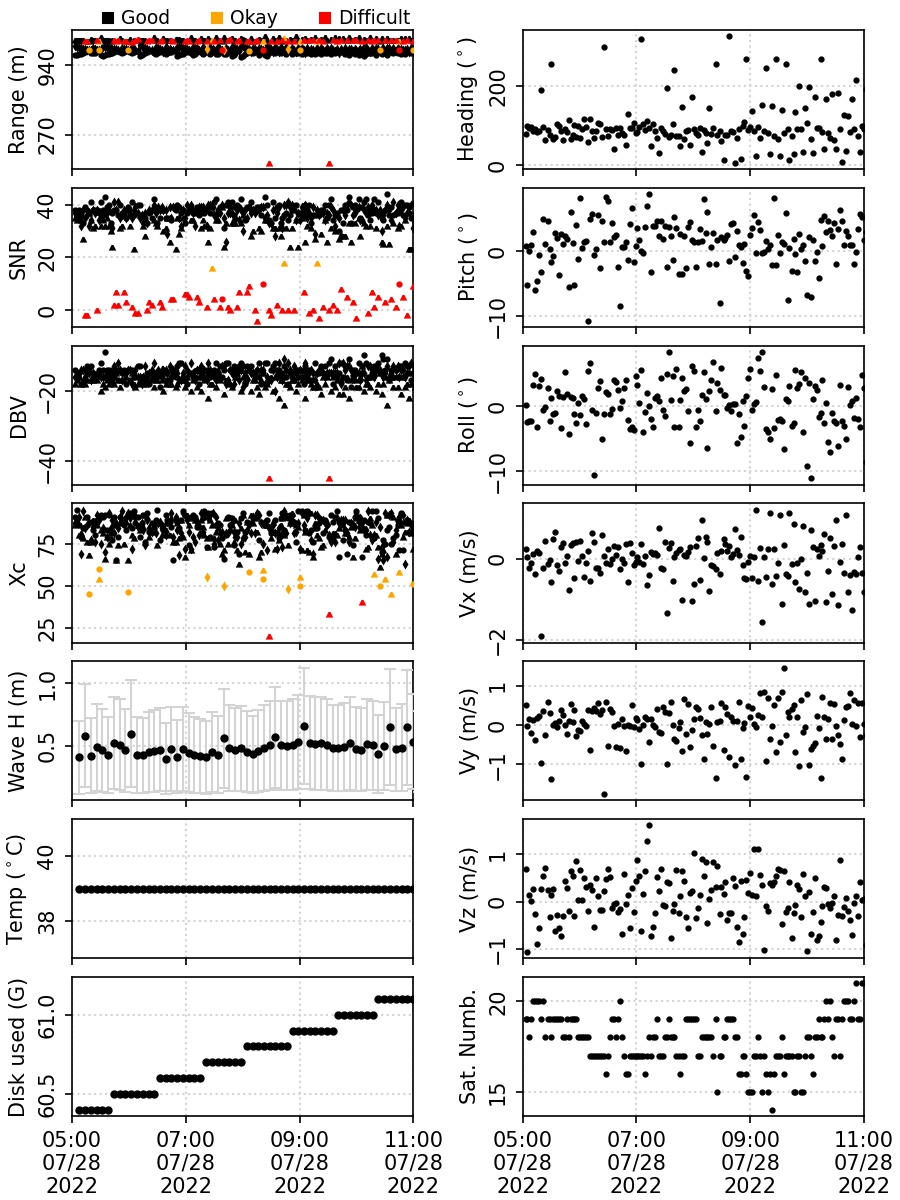 Good Okay Difficult
Range (m)
940
270
Heading (°)
200
0
SNR
40
20
0
Pitch (°)
0
−10
DBV
−20
−40
Roll (°)
0
−10
Xc
75
50
25
Vx (m/s)
0
−2
Wave H (m)
1.0
0.5
Vy (m/s)
1
0
−1
Temp (°C)
40
38
Vz (m/s)
1
0
−1
Disk used (G)
61.0
60.5
Sat. Numb.
20
15
05:00 07:00 09:00 11:00
07/28 07/28 07/28 07/28
2022 2022 2022 2022
05:00 07:00 09:00 11:00
07/28 07/28 07/28 07/28
2022 2022 2022 2022